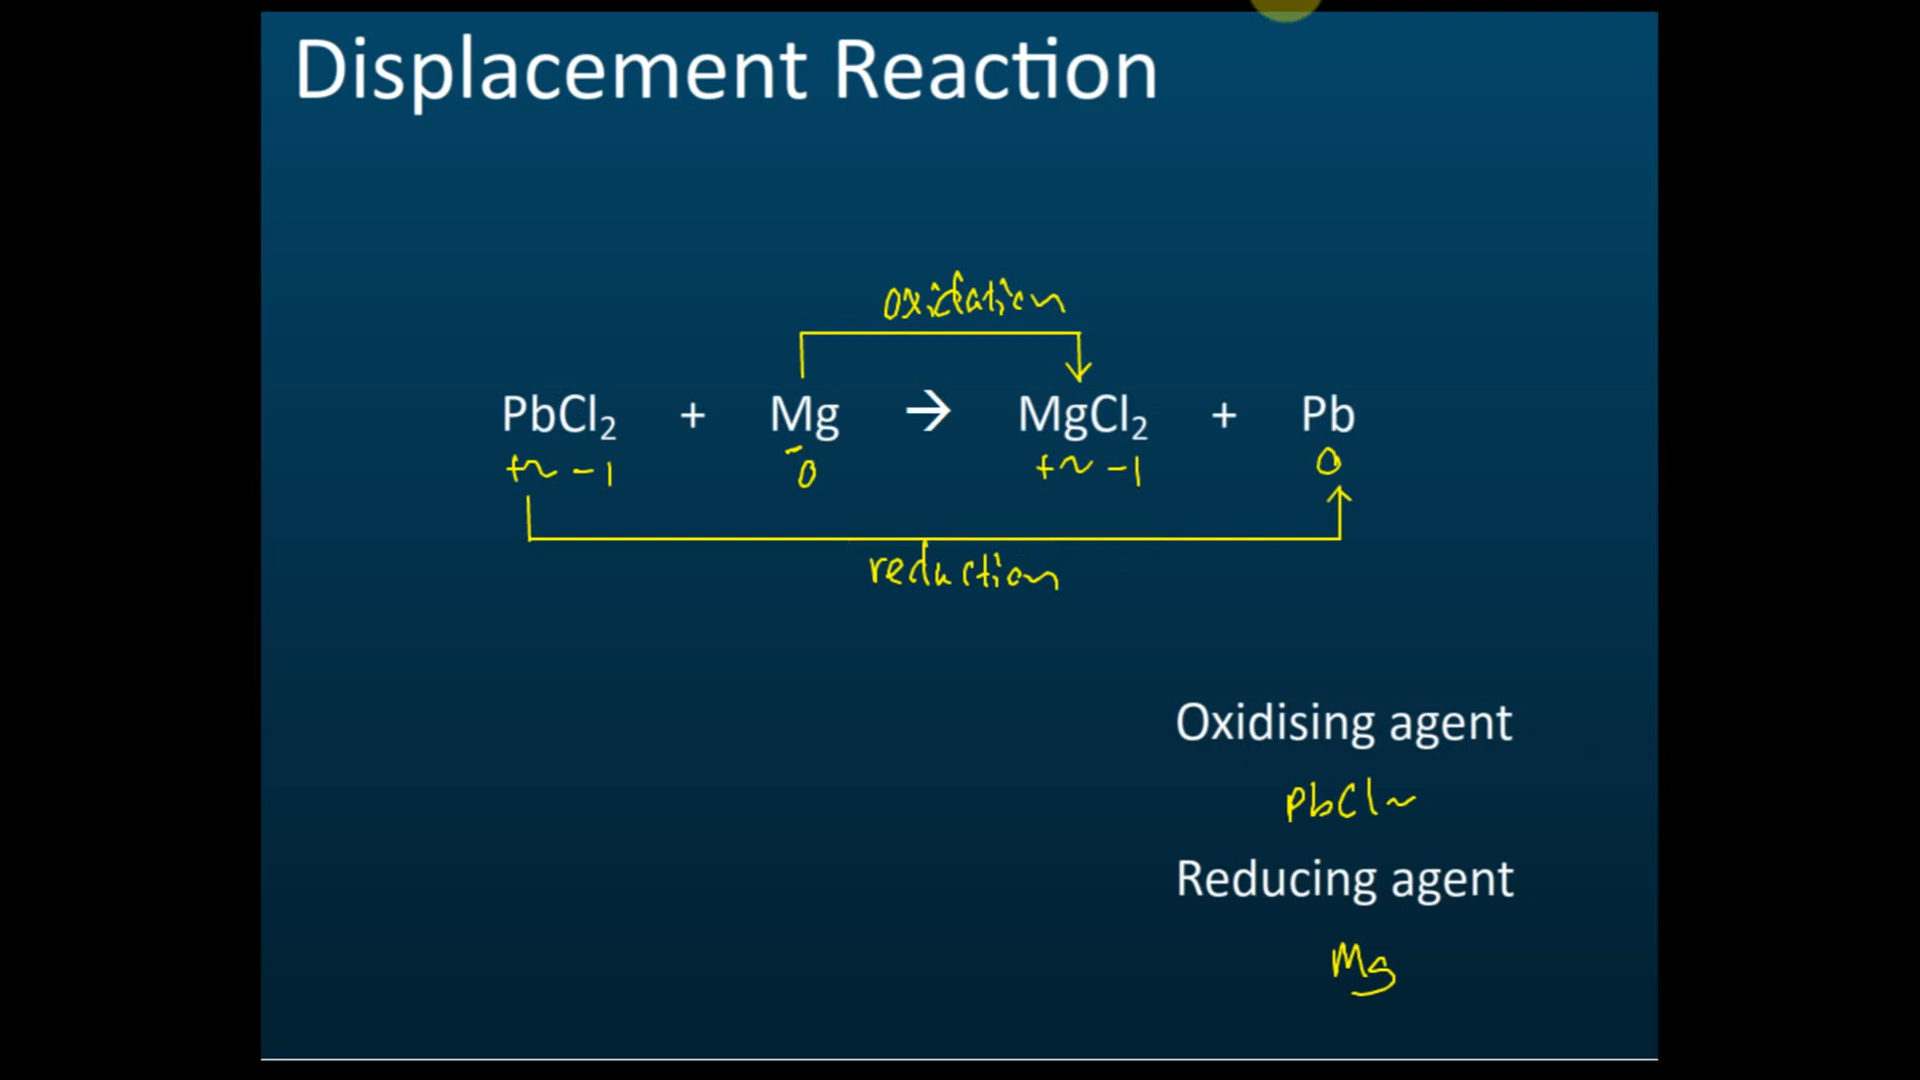 Displacement Reaction
oxidation
PbCl₂ + Mg → MgCl₂ + Pb
+2 -1 0 +2 -1 0
reduction
Oxidising agent
PbCl2
Reducing agent
Mg